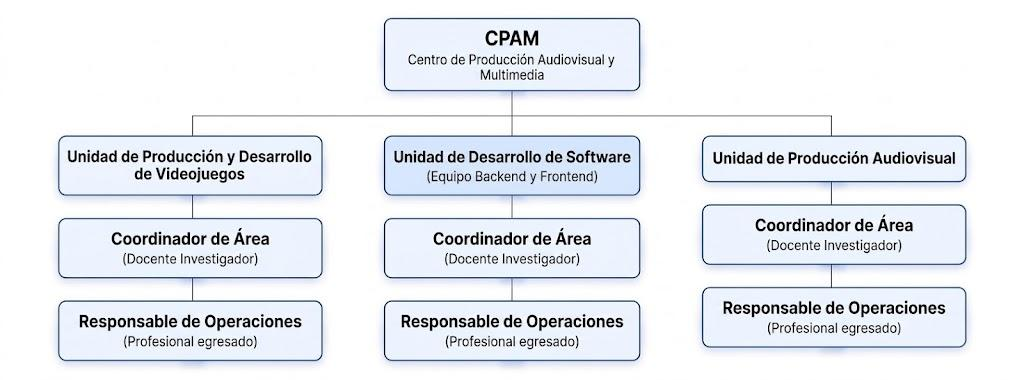 CPAM
Centro de Producción Audiovisual y
Multimedia
Unidad de Producción y Desarrollo
de Videojuegos
Coordinador de Área
(Docente Investigador)
Responsable de Operaciones
(Profesional egresado)
Unidad de Desarrollo de Software
(Equipo Backend y Frontend)
Coordinador de Área
(Docente Investigador)
Responsable de Operaciones
(Profesional egresado)
Unidad de Producción Audiovisual
Coordinador de Área
(Docente Investigador)
Responsable de Operaciones
(Profesional egresado)